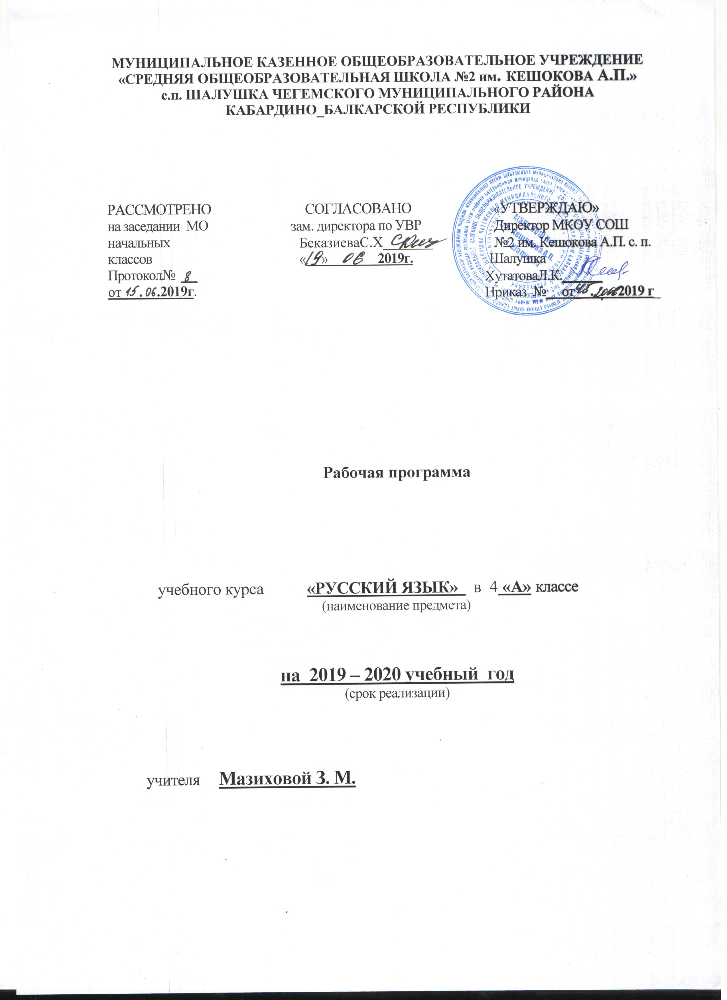 МУНИЦИПАЛЬНОЕ КАЗЕННОЕ ОБЩЕОБРАЗОВАТЕЛЬНОЕ УЧРЕЖДЕНИЕ
«СРЕДНЯЯ ОБЩЕОБРАЗОВАТЕЛЬНАЯ ШКОЛА №2 им. КЕШОКОВА А.П.»
с.п. ШАЛУШКА ЧЕГЕМСКОГО МУНИЦИПАЛЬНОГО РАЙОНА
КАБАРДИНО_БАЛКАРСКОЙ РЕСПУБЛИКИ
РАССМОТРЕНО
на заседании МО
начальных
классов
Протокол№ 8
от 15.06.2019г.
СОГЛАСОВАНО
зам. директора по УВР
БеказиеваС.Х
«19» 06 2019г.
«УТВЕРЖДАЮ»
Директор МКОУ СОШ
№2 им. Кешокова А.П. с. п.
Шалушка
ХутатоваЛ.К.
Приказ № от 2019 г
Рабочая программа
учебного курса «РУССКИЙ ЯЗЫК» в 4 «А» классе
(наименование предмета)
на 2019 – 2020 учебный год
(срок реализации)
учителя Мазиховой З. М.